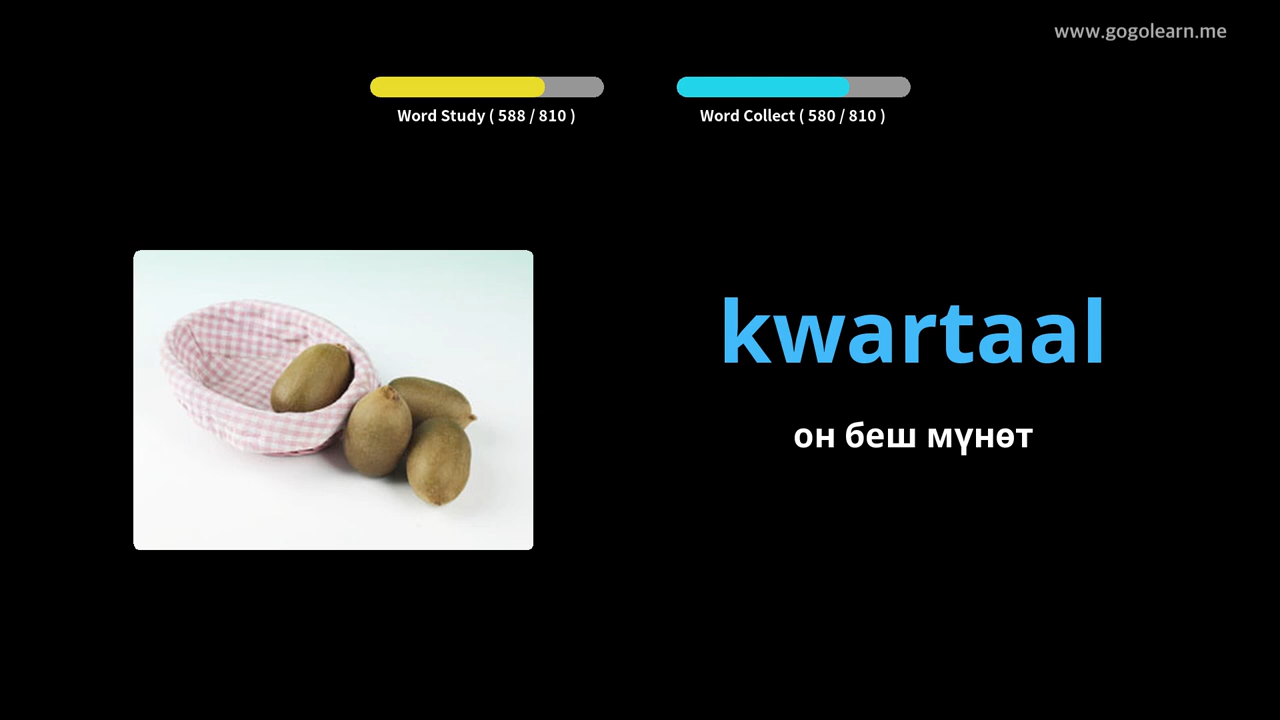 www.gogolearn.me
Word Study ( 588 / 810 )
Word Collect ( 580 / 810 )
kwartaal
он беш мүнөт